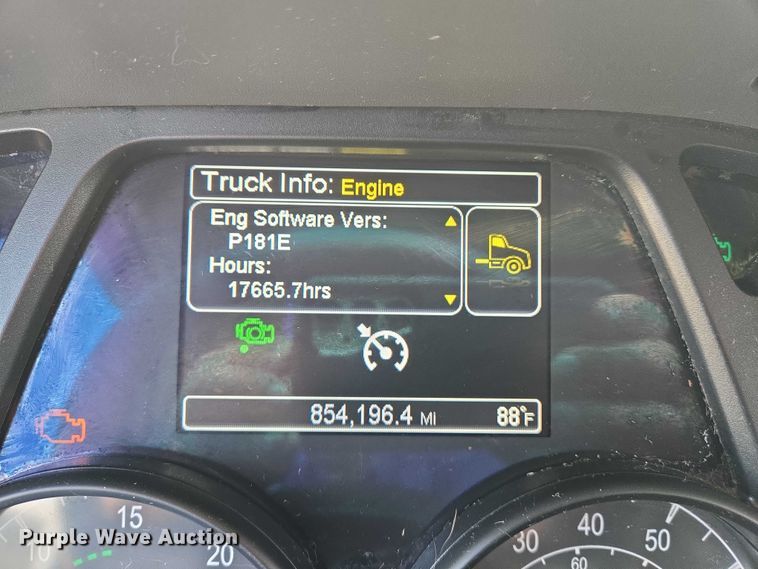 Truck Info: Engine
Eng Software Vers:
P181E
Hours:
17665.7hrs
854,196.4 MI 88°F
10 15 20
30 40 50
60
Purple Wave Auction